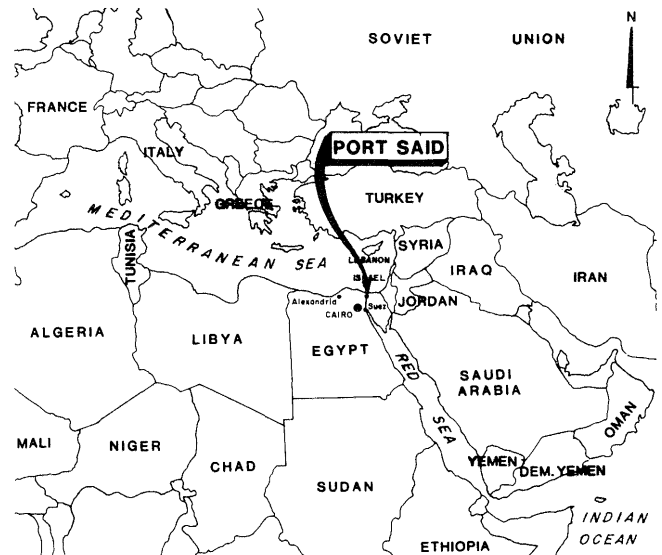 N
SOVIET UNION
FRANCE
ITALY
PORT SAID
GREECE
TURKEY
MEDITERRANEAN SEA
TUNISIA
SYRIA
LEBANON
ISRAEL
IRAQ
IRAN
Alexandria
CAIRO
Suez
JORDAN
ALGERIA
LIBYA
EGYPT
RED SEA
SAUDI
ARABIA
OMAN
MALI
NIGER
CHAD
SUDAN
YEMEN
DEM. YEMEN
ETHIOPIA
INDIAN
OCEAN